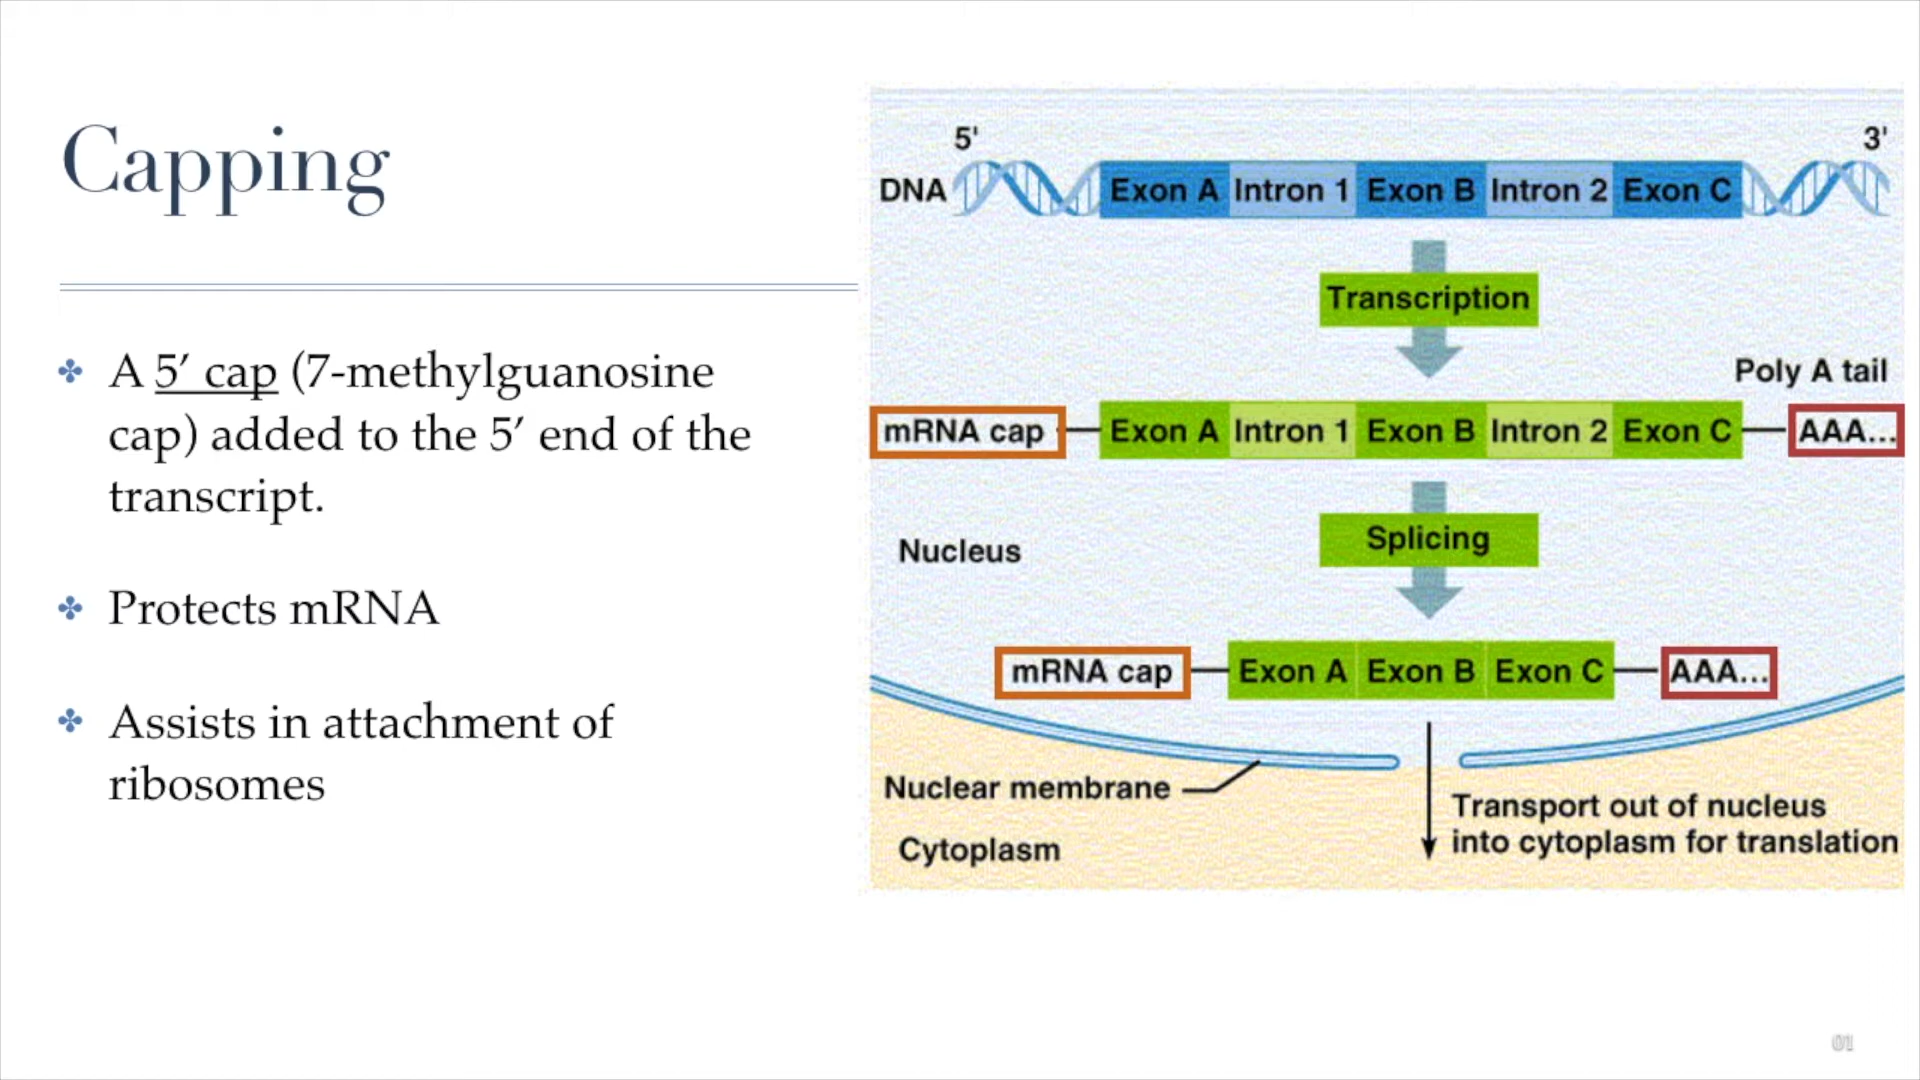 Capping
A 5′ cap (7-methylguanosine
cap) added to the 5′ end of the
transcript.
Protects mRNA
Assists in attachment of
ribosomes
5' 3'
DNA Exon A Intron 1 Exon B Intron 2 Exon C
Transcription
Poly A tail
mRNA cap Exon A Intron 1 Exon B Intron 2 Exon C AAA...
Splicing
Nucleus
mRNA cap Exon A Exon B Exon C AAA...
Nuclear membrane
Transport out of nucleus
into cytoplasm for translation
Cytoplasm
01